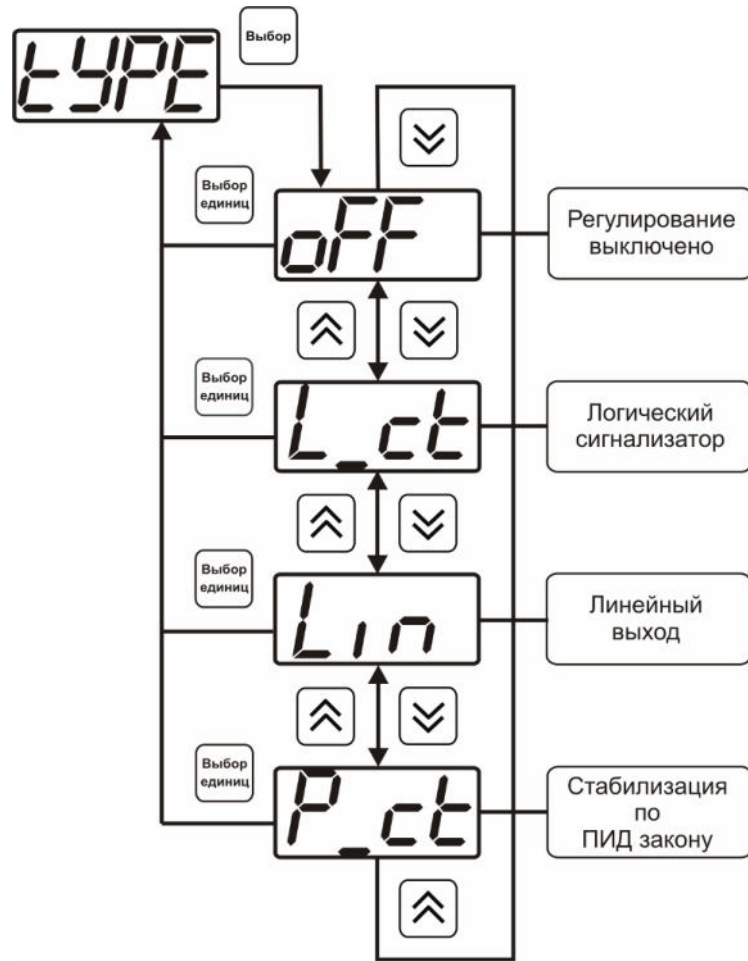 tYPE
Выбор
Выбор
единиц
oFF
Регулирование
выключено
Выбор
единиц
L_ct
Логический
сигнализатор
Выбор
единиц
Lin
Линейный
выход
Выбор
единиц
P_ct
Стабилизация
по
ПИД закону